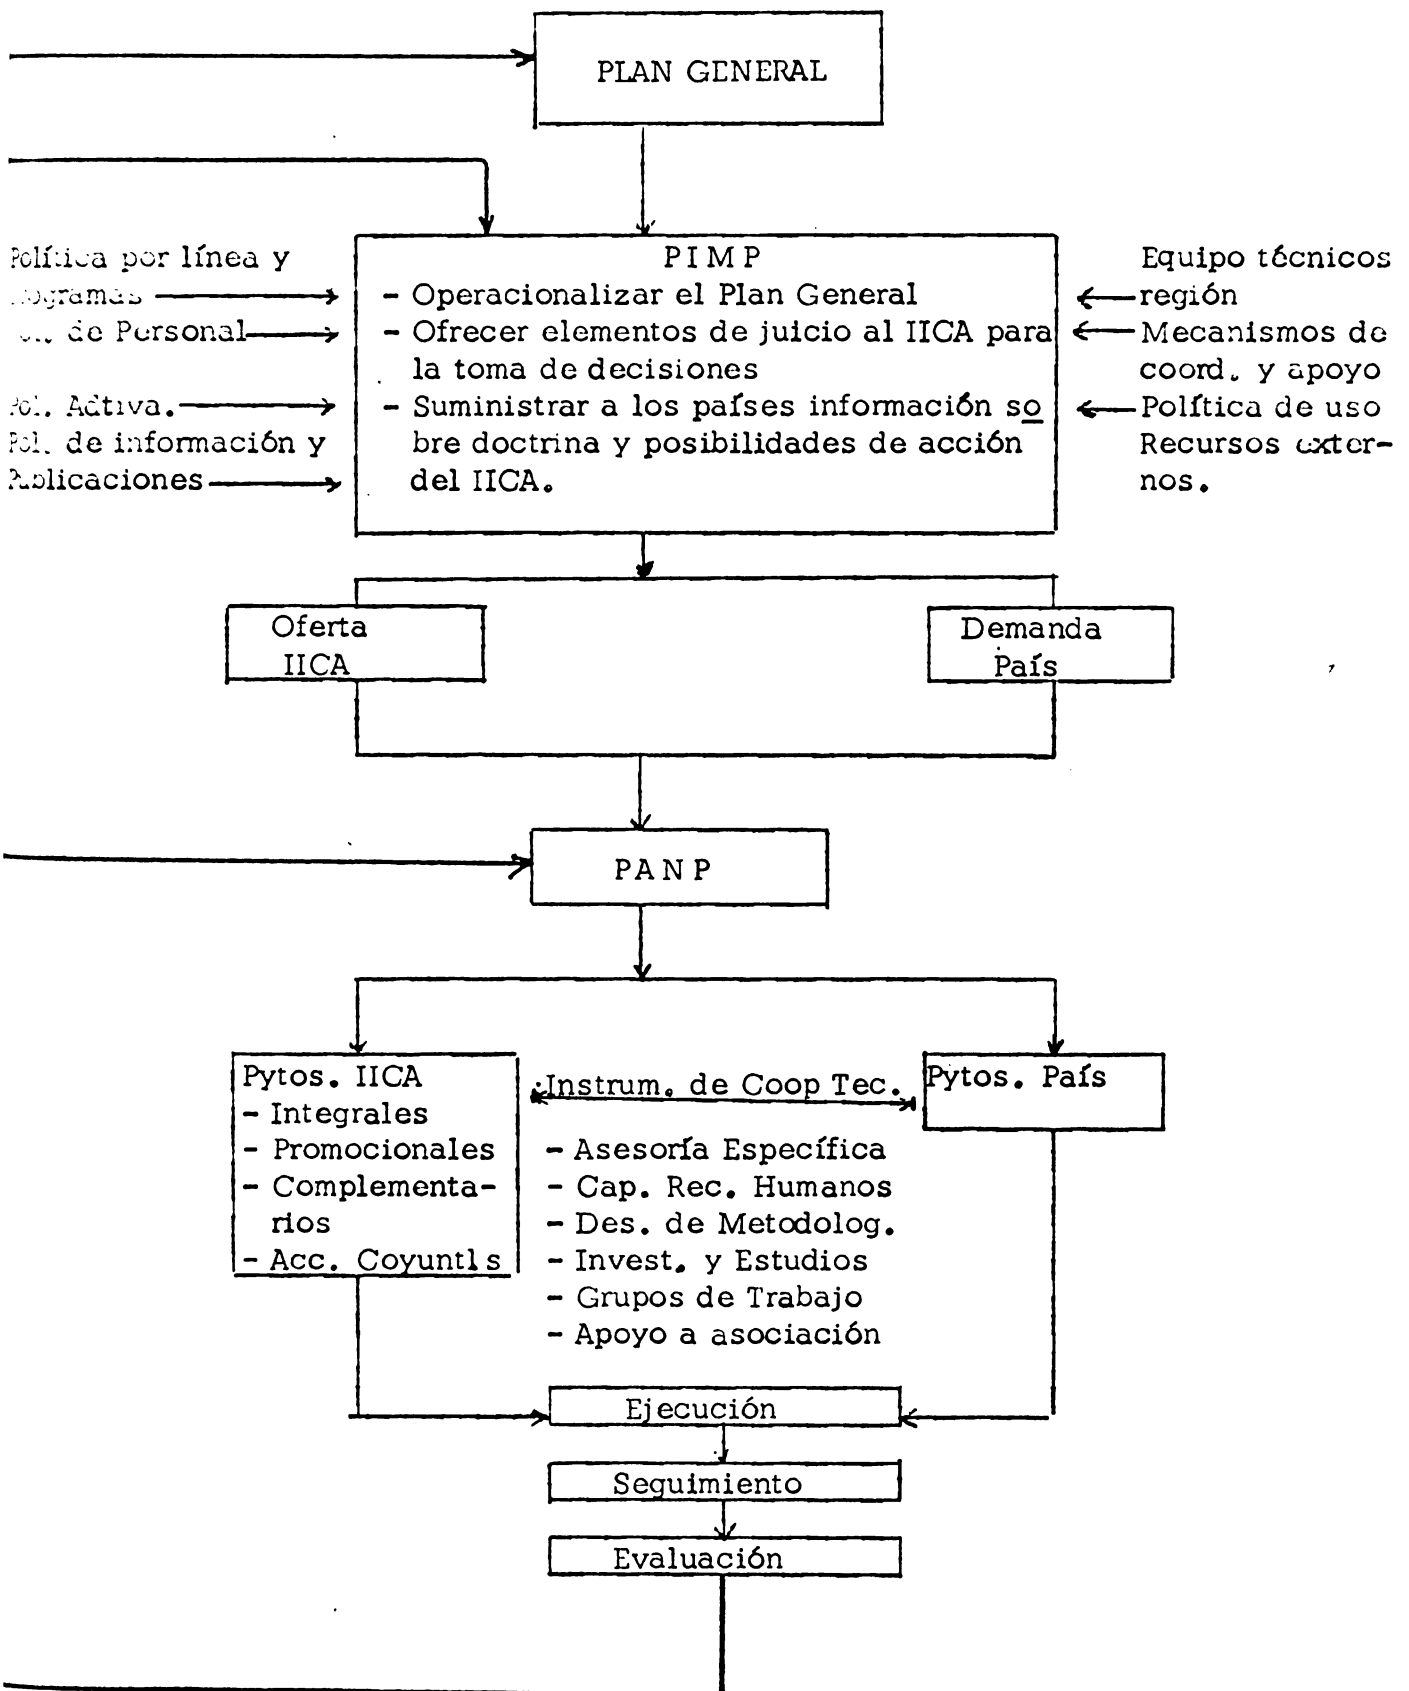 PLAN GENERAL
Política por línea y
PIMP
Equipo técnicos
- Operacionalizar el Plan General
región
de Personal
- Ofrecer elementos de juicio al IICA para
Mecanismos de
la toma de decisiones
coord. y apoyo
Pol. Adtiva.
- Suministrar a los países información so
Política de uso
Pol. de información y
bre doctrina y posibilidades de acción
Recursos exter-
Publicaciones
del IICA.
nos.
Oferta
IICA
Demanda
País
PANP
Pytos. IICA
- Integrales
- Promocionales
- Complementa-
rios
- Acc. Coyuntls
Instrum. de Coop Tec.
- Asesoría Específica
- Cap. Rec. Humanos
- Des. de Metodolog.
- Invest. y Estudios
- Grupos de Trabajo
- Apoyo a asociación
Pytos. País
Ejecución
Seguimiento
Evaluación